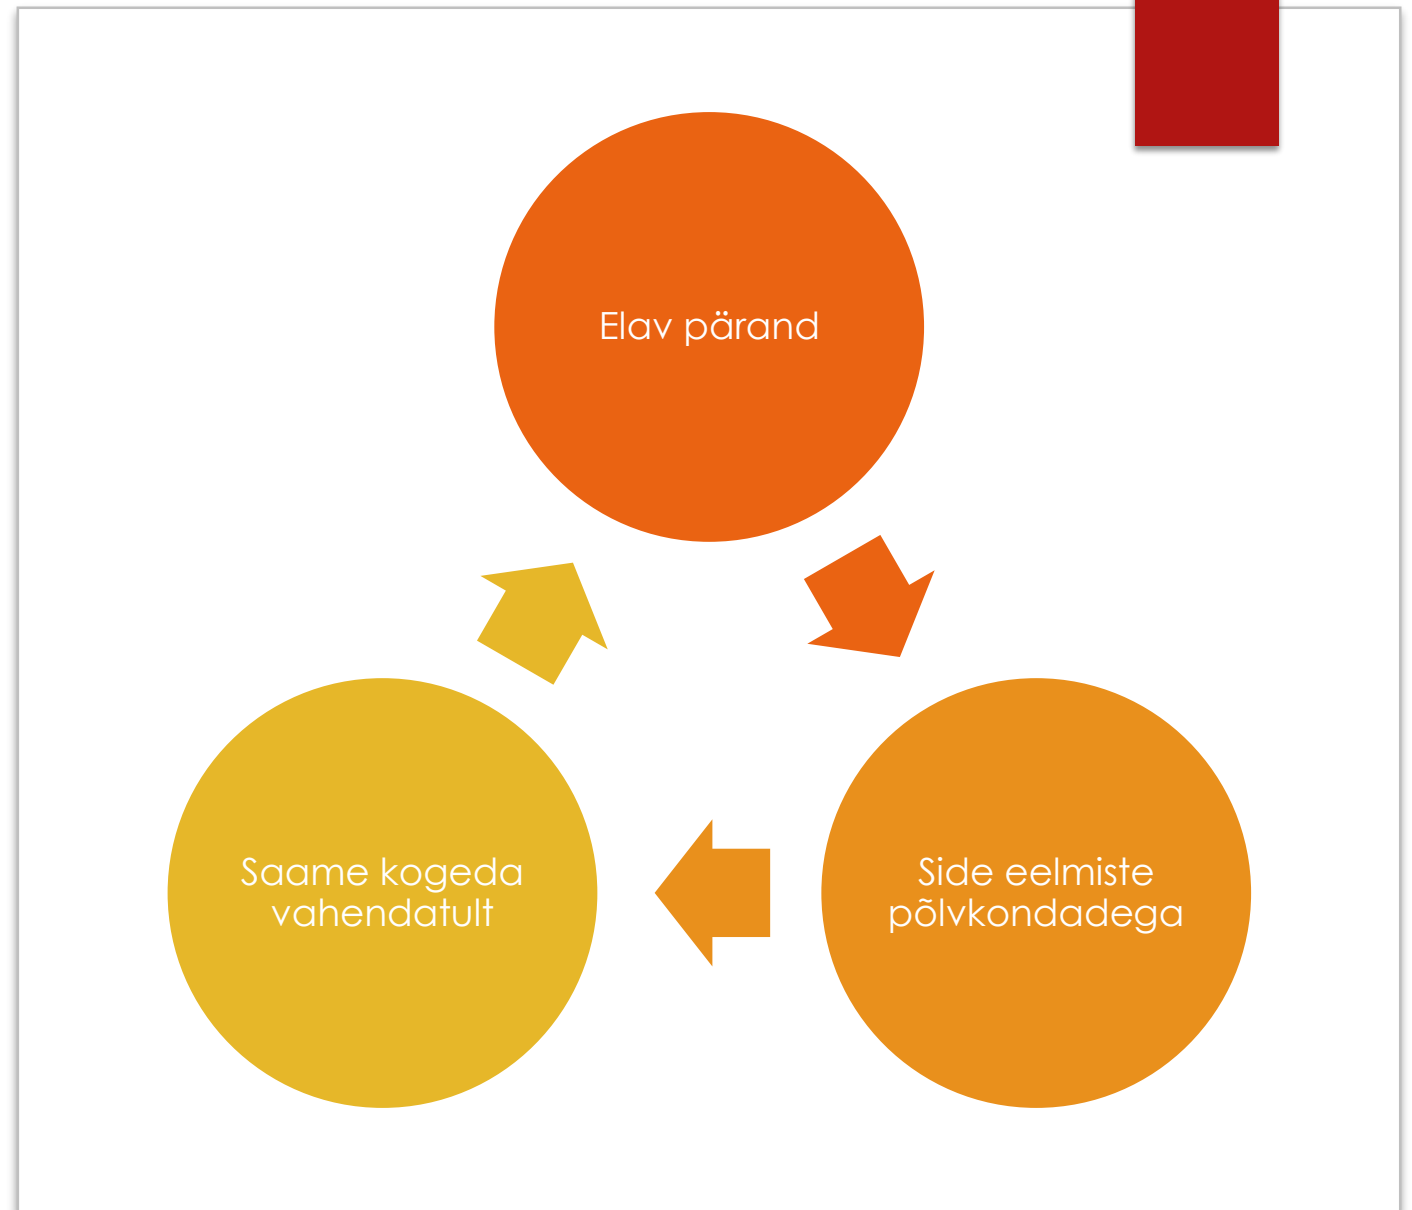 Elav pärand
Side eelmiste
põlvkondadega
Saame kogeda
vahendatult